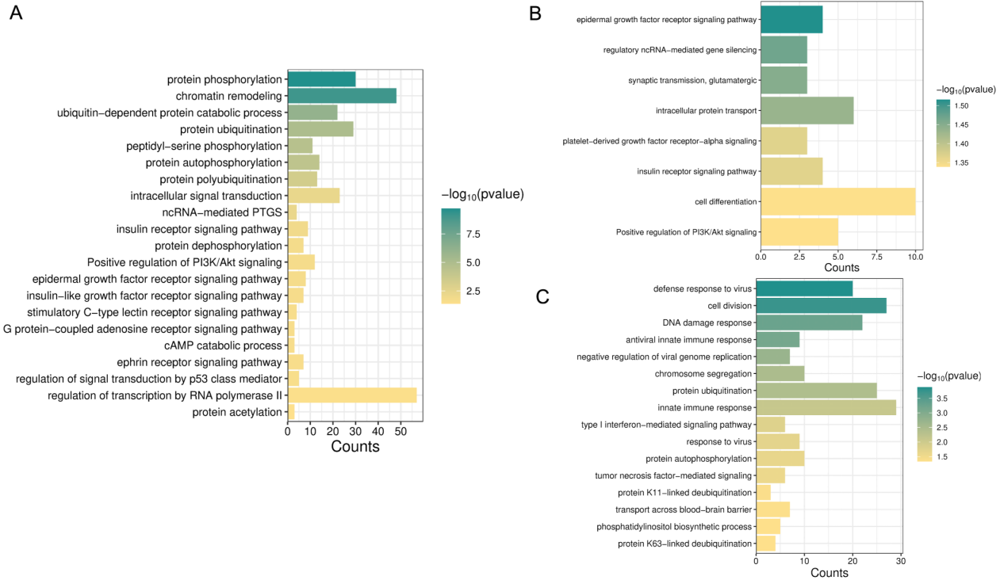 A
protein phosphorylation
chromatin remodeling
ubiquitin−dependent protein catabolic process
protein ubiquitination
peptidyl−serine phosphorylation
protein autophosphorylation
protein polyubiquitination
intracellular signal transduction
ncRNA−mediated PTGS
insulin receptor signaling pathway
protein dephosphorylation
Positive regulation of PI3K/Akt signaling
epidermal growth factor receptor signaling pathway
insulin−like growth factor receptor signaling pathway
stimulatory C−type lectin receptor signaling pathway
G protein−coupled adenosine receptor signaling pathway
cAMP catabolic process
ephrin receptor signaling pathway
regulation of signal transduction by p53 class mediator
regulation of transcription by RNA polymerase II
protein acetylation
0 10 20 30 40 50
Counts
−log10(pvalue)
7.5
5.0
2.5
B
epidermal growth factor receptor signaling pathway
regulatory ncRNA−mediated gene silencing
synaptic transmission, glutamatergic
intracellular protein transport
platelet−derived growth factor receptor−alpha signaling
insulin receptor signaling pathway
cell differentiation
Positive regulation of PI3K/Akt signaling
0.0 2.5 5.0 7.5 10.0
Counts
−log10(pvalue)
1.50
1.45
1.40
1.35
C
defense response to virus
cell division
DNA damage response
antiviral innate immune response
negative regulation of viral genome replication
chromosome segregation
protein ubiquitination
innate immune response
type I interferon−mediated signaling pathway
response to virus
protein autophosphorylation
tumor necrosis factor−mediated signaling
protein K11−linked deubiquitination
transport across blood−brain barrier
phosphatidylinositol biosynthetic process
protein K63−linked deubiquitination
0 10 20 30
Counts
−log10(pvalue)
3.5
3.0
2.5
2.0
1.5